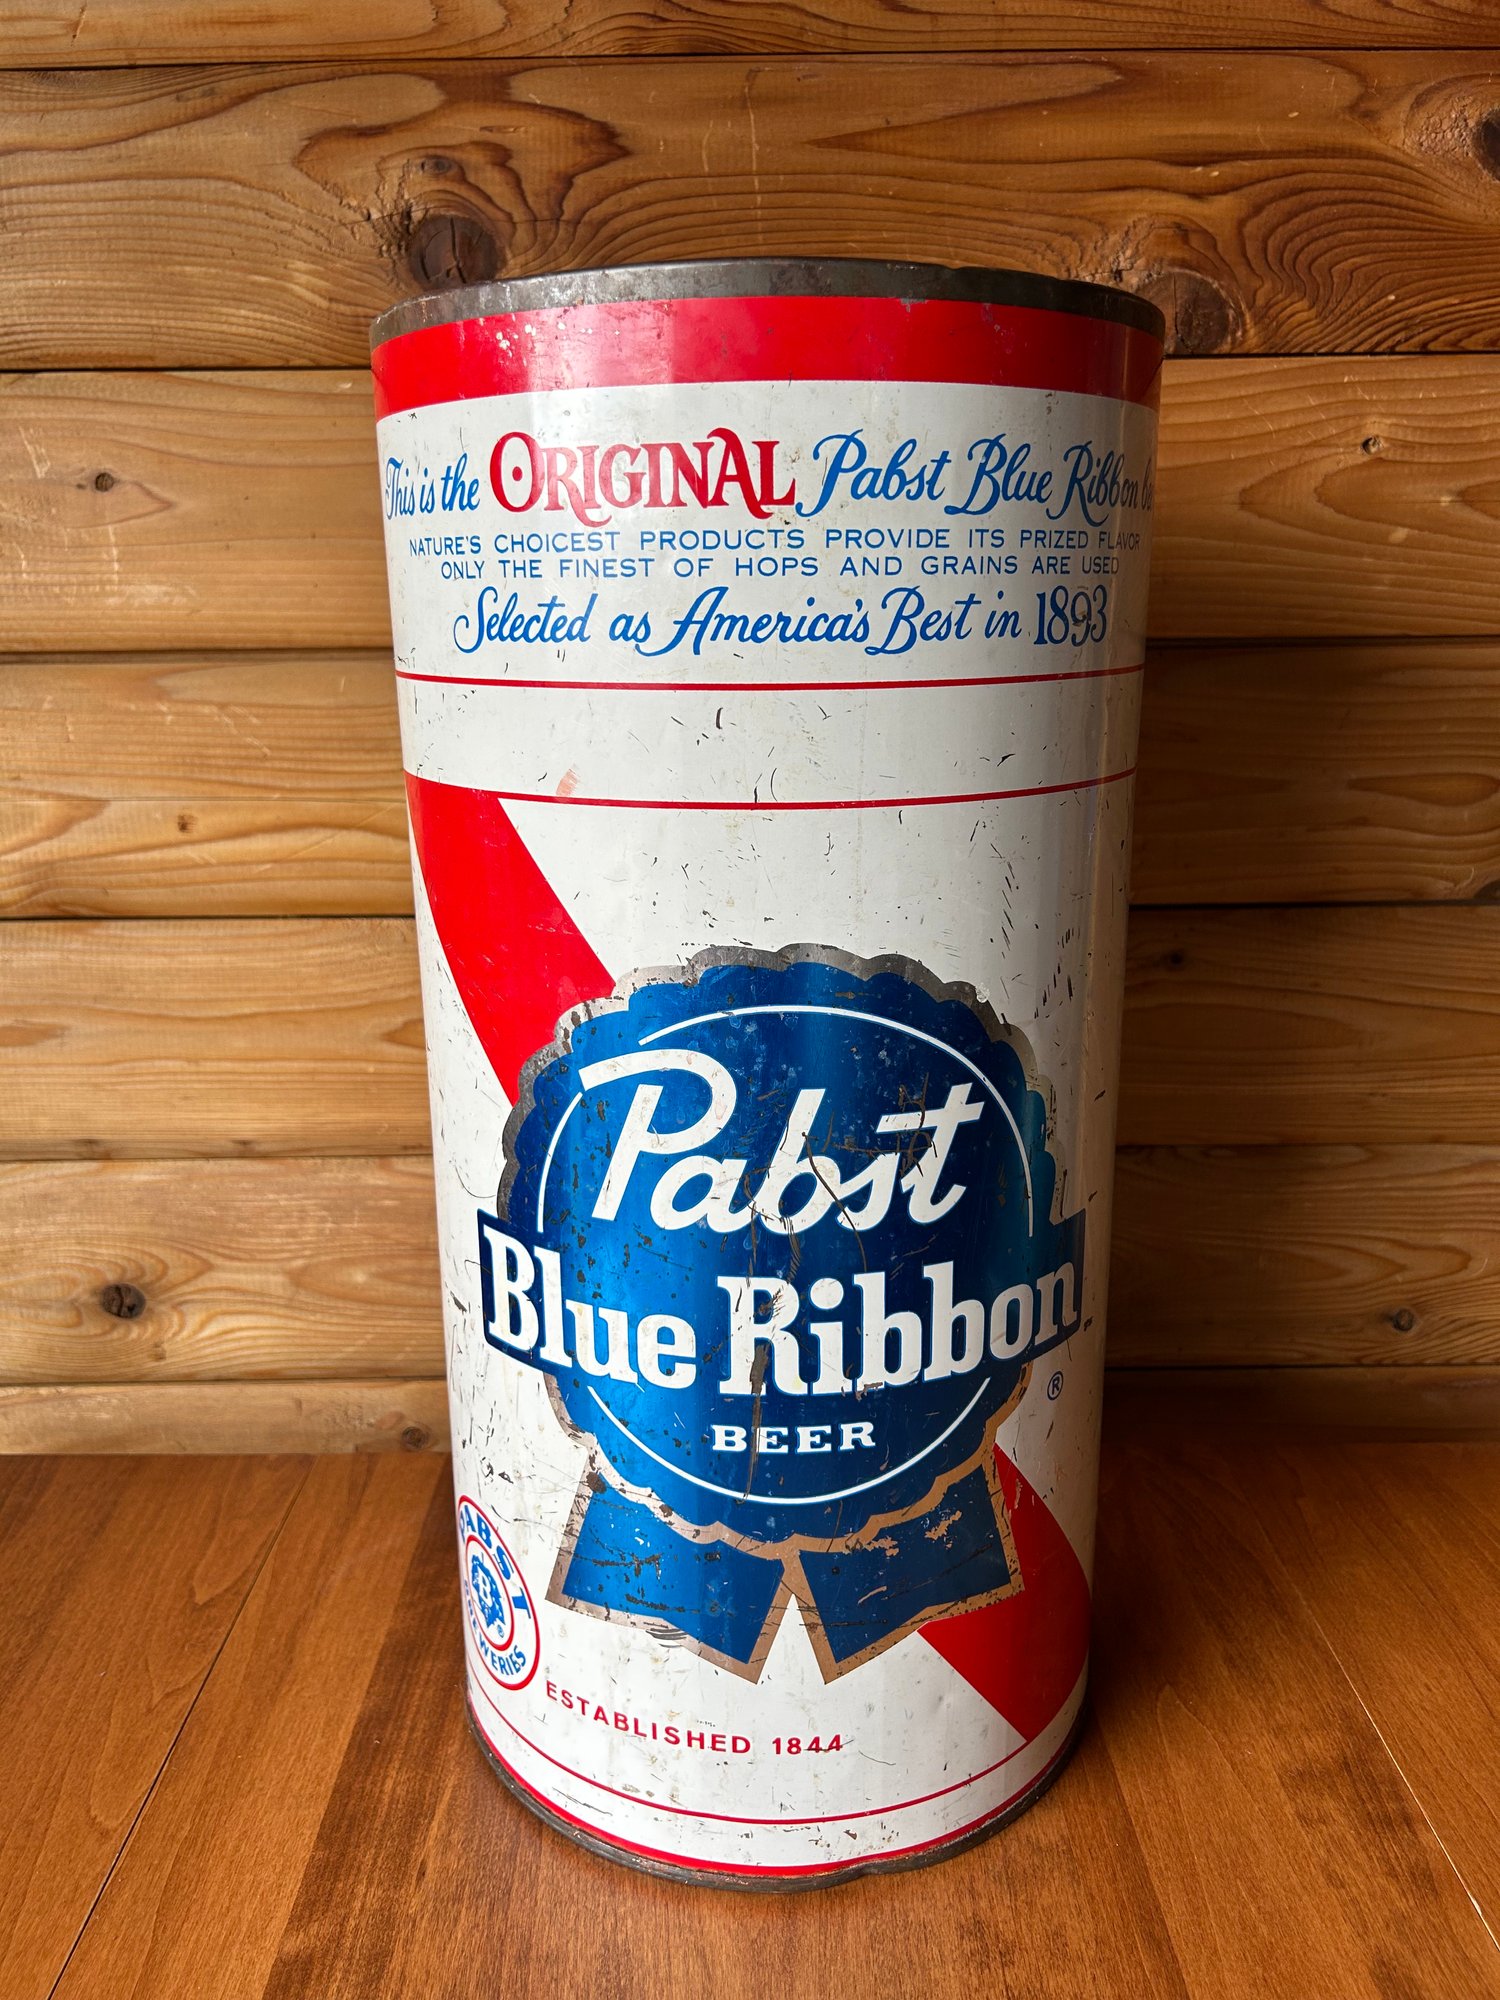 This is the ORIGINAL Pabst Blue Ribbon
NATURE'S CHOICEST PRODUCTS PROVIDE ITS PRIZED FLAVOR
ONLY THE FINEST OF HOPS AND GRAINS ARE USED
Selected as America's Best in 1893
Pabst
Blue Ribbon
®
BEER
PABST
B
®
BREWERIES
ESTABLISHED 1844